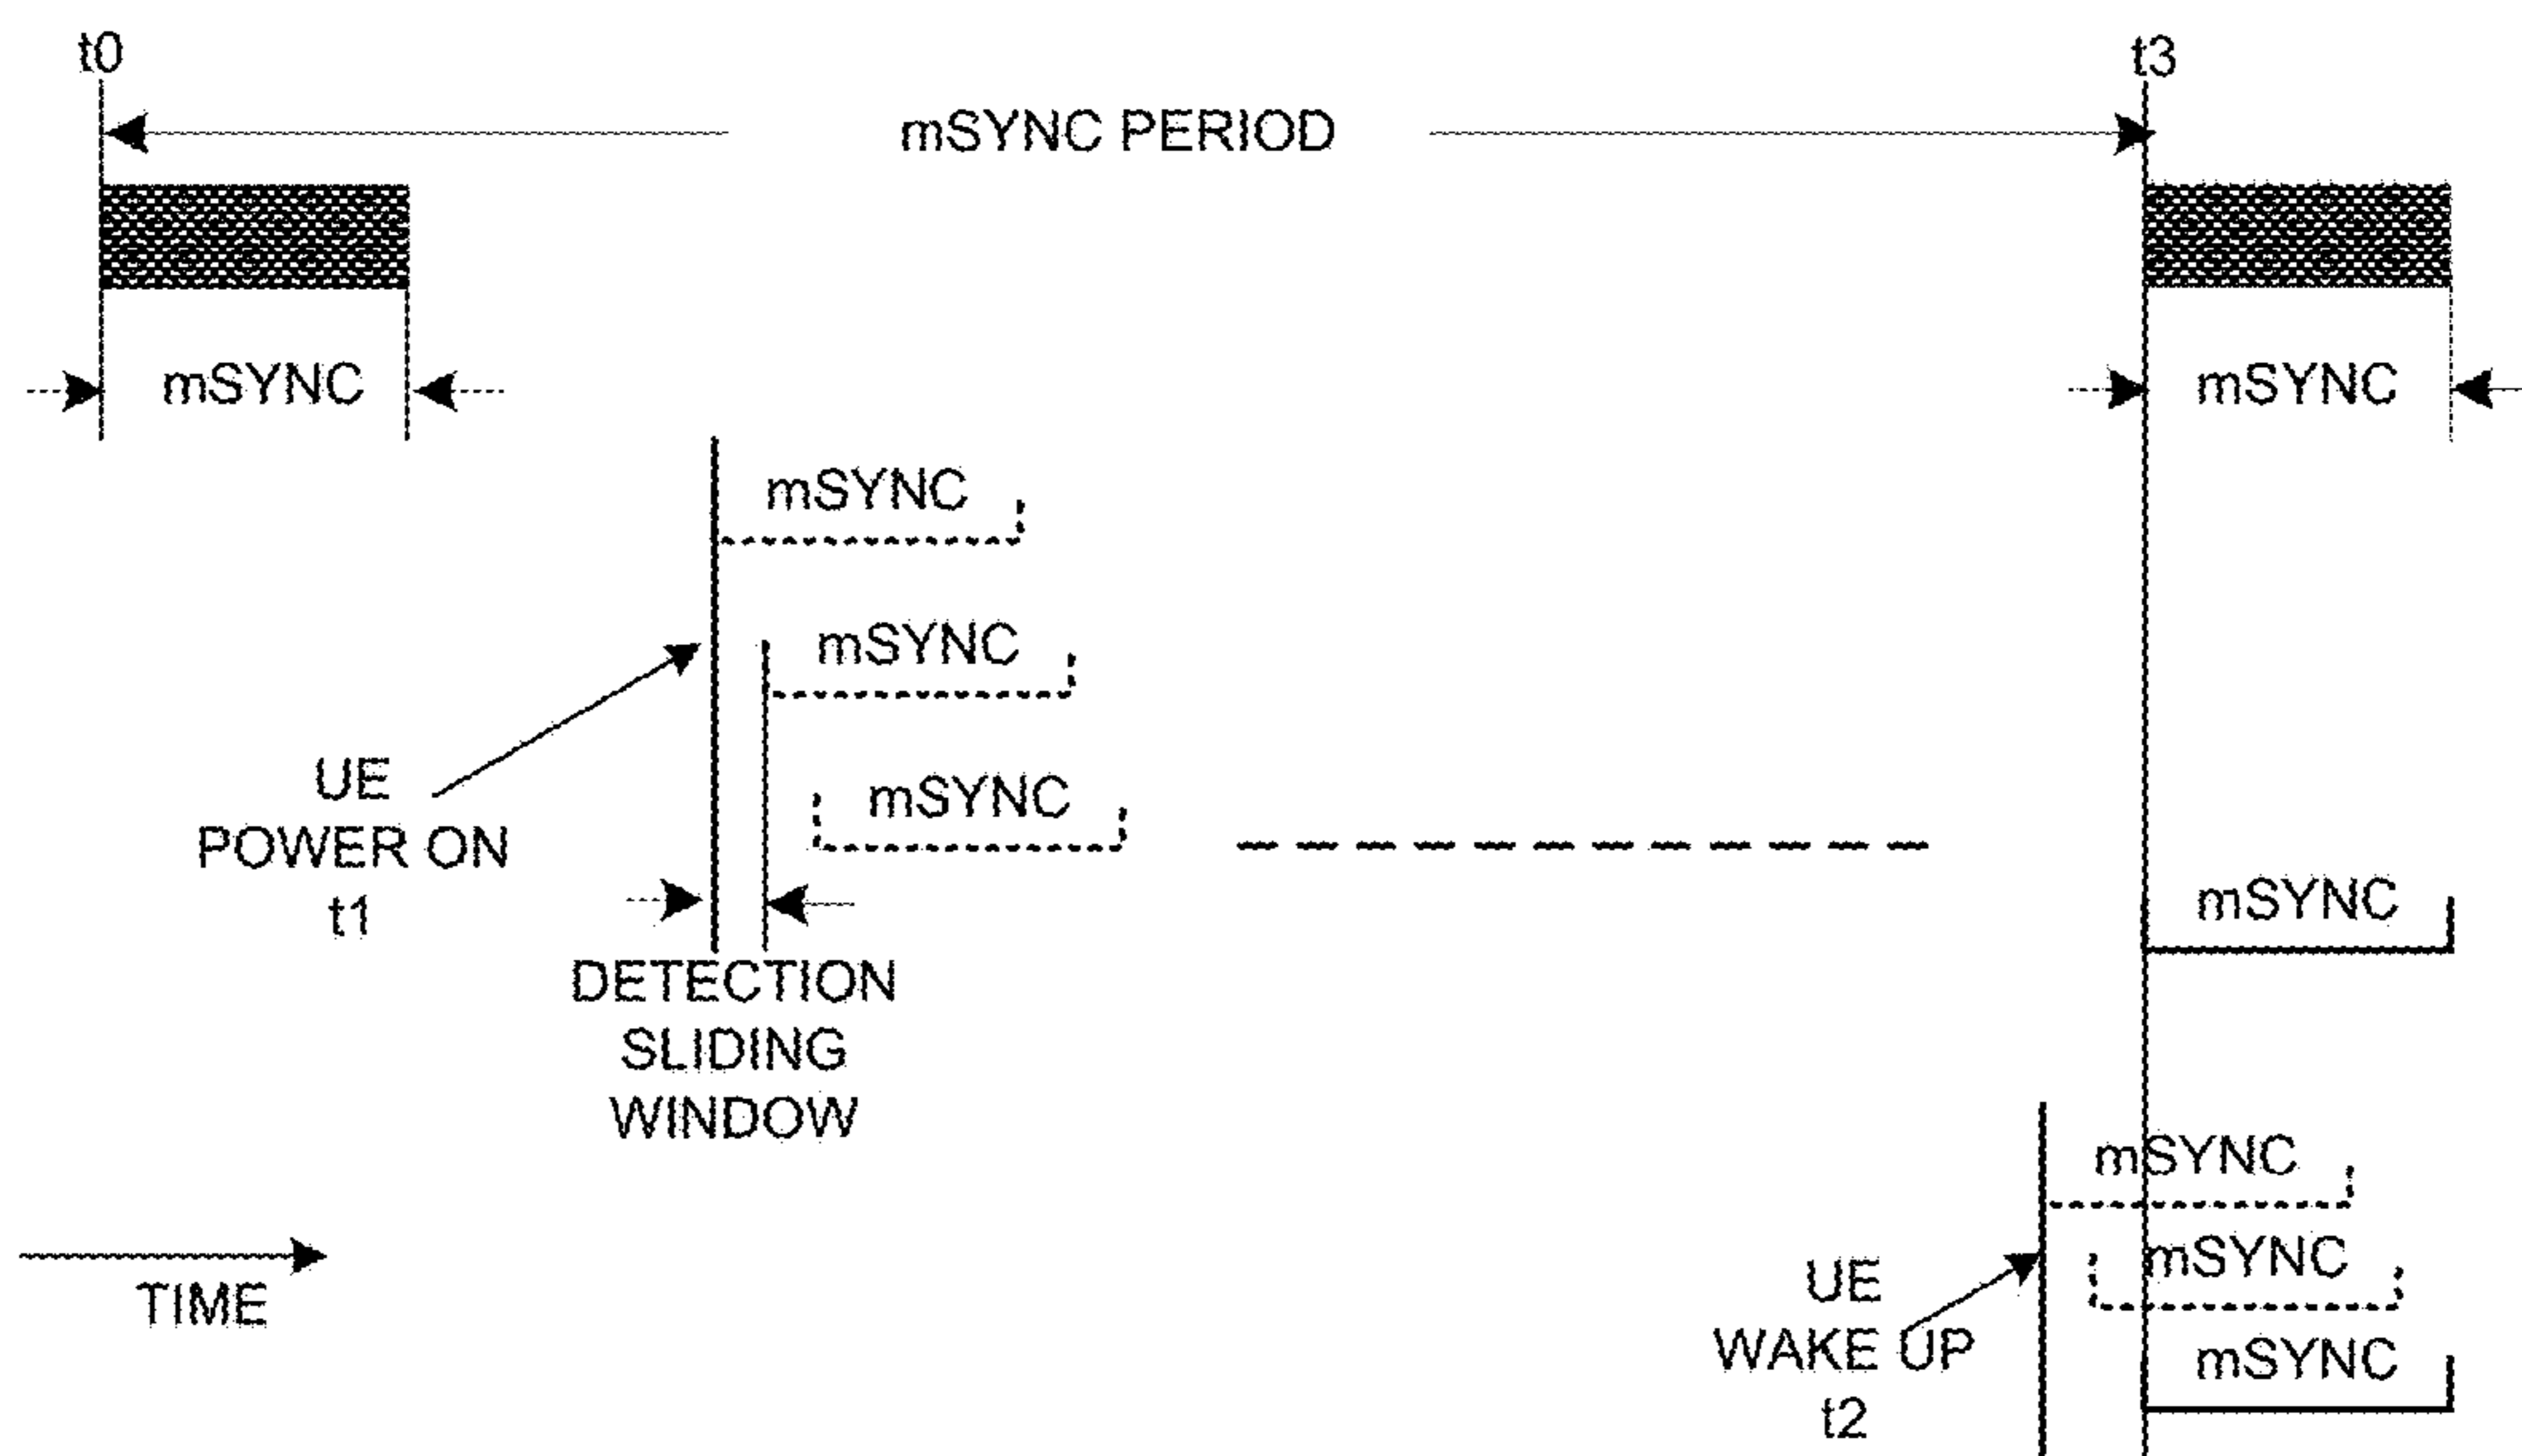 t0
t3
mSYNC PERIOD
mSYNC
mSYNC
mSYNC
mSYNC
mSYNC
UE
POWER ON
t1
mSYNC
DETECTION
SLIDING
WINDOW
mSYNC
mSYNC
mSYNC
UE
WAKE UP
t2
TIME